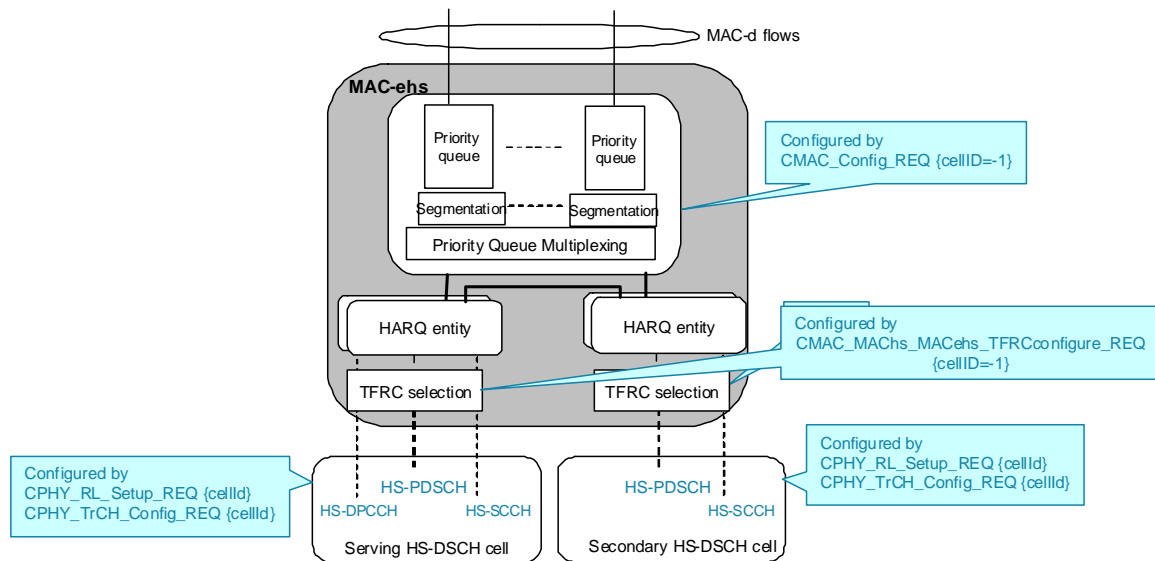 MAC-d flows
MAC-ehs
Priority
queue
Priority
queue
Configured by
CMAC_Config_REQ {cellID=-1}
Segmentation
Segmentation
Priority Queue Multiplexing
HARQ entity
HARQ entity
Configured by
CMAC_MAChs_MACehs_TFRCconfigure_REQ
{cellID=-1}
TFRC selection
TFRC selection
Configured by
CPHY_RL_Setup_REQ {cellId}
CPHY_TrCH_Config_REQ {cellId}
Configured by
CPHY_RL_Setup_REQ {cellId}
CPHY_TrCH_Config_REQ {cellId}
HS-PDSCH
HS-DPCCH
HS-SCCH
Serving HS-DSCH cell
HS-PDSCH
HS-SCCH
Secondary HS-DSCH cell